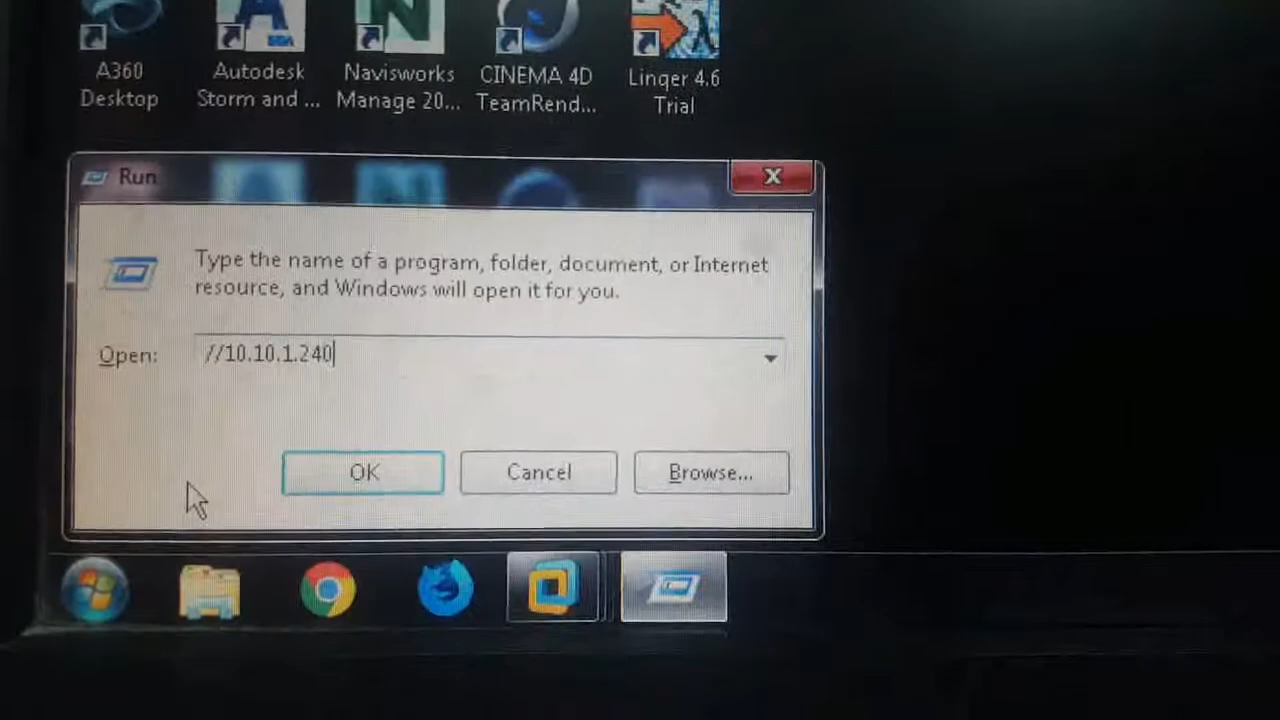 A360
Desktop
Autodesk
Storm and ...
Navisworks
Manage 20...
CINEMA 4D
TeamRend...
Linger 4.6
Trial
Run
Type the name of a program, folder, document, or Internet
resource, and Windows will open it for you.
Open:
//10.10.1.240
OK
Cancel
Browse...